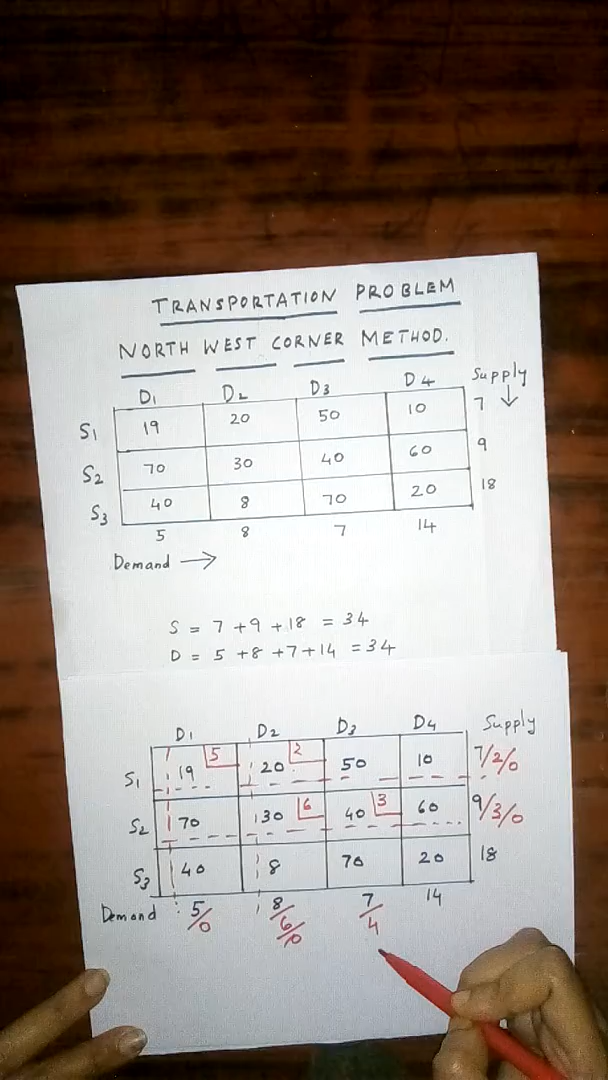 TRANSPORTATION PROBLEM
NORTH WEST CORNER METHOD.
D1 D2 D3 D4 Supply ↓
S1 19 20 50 10 7
S2 70 30 40 60 9
S3 40 8 70 20 18
5 8 7 14
Demand →
S = 7 + 9 + 18 = 34
D = 5 + 8 + 7 + 14 = 34
D1 D2 D3 D4 Supply
S1 19 5 20 2 50 10 7/2/0
S2 70 30 6 40 3 60 9/3/0
S3 40 8 70 20 18
Demand 5/0 8/6/0 7/4 14